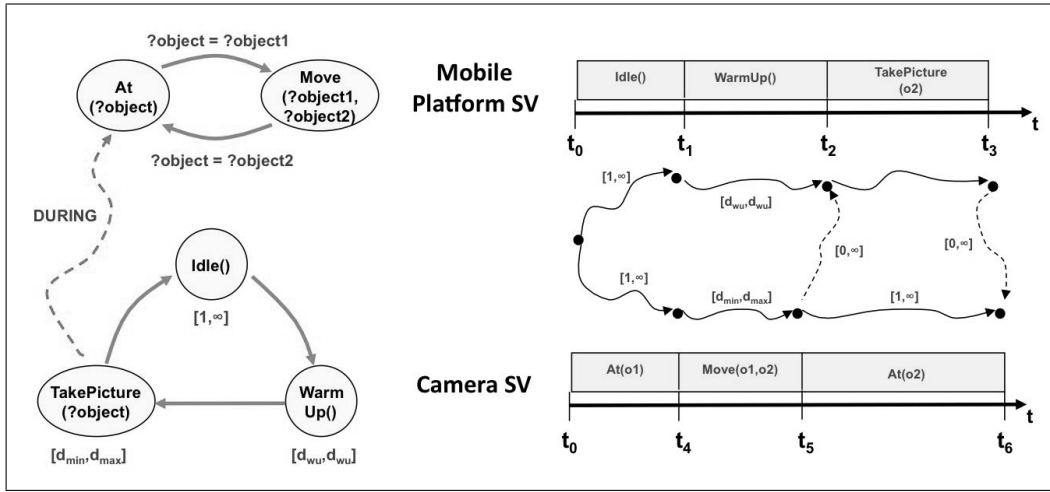 ?object = ?object1
At
(?object)
Move
(?object1,
?object2)
?object = ?object2
DURING
Idle()
[1,∞]
TakePicture
(?object)
[dmin,dmax]
Warm
Up()
[dwu,dwu]
Mobile
Platform SV
Idle()
WarmUp()
TakePicture
(o2)
t
t0
t1
t2
t3
[1,∞]
[dwu,dwu]
[0,∞]
[0,∞]
[1,∞]
[dmin,dmax]
[1,∞]
Camera SV
At(o1)
Move(o1,o2)
At(o2)
t
t0
t4
t5
t6